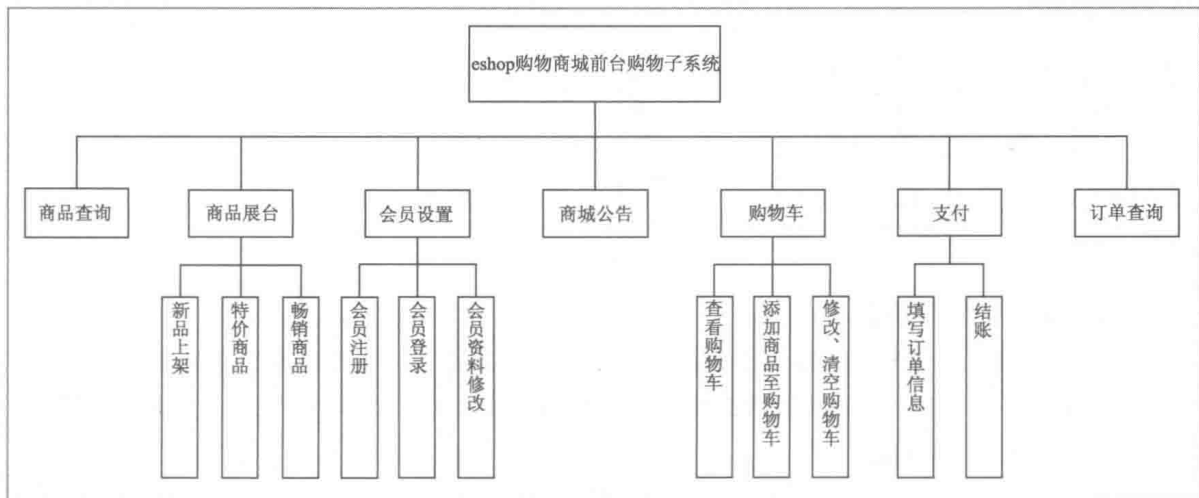 eshop购物商城前台购物子系统
商品查询
商品展台
会员设置
商城公告
购物车
支付
订单查询
新品上架
特价商品
畅销商品
会员注册
会员登录
会员资料修改
查看购物车
添加商品至购物车
修改、清空购物车
填写订单信息
结账